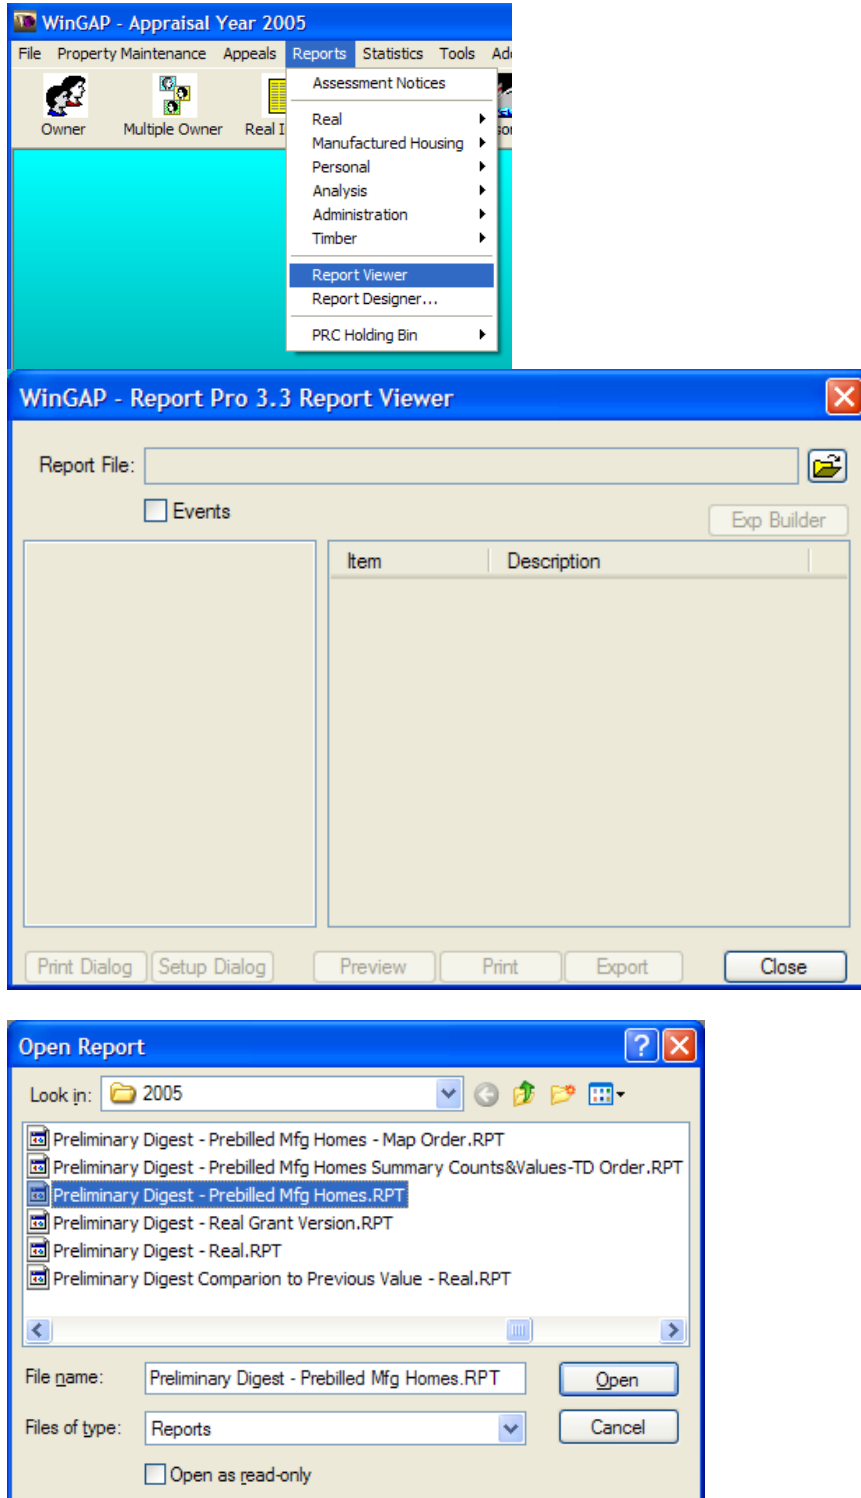 WinGAP - Appraisal Year 2005
File Property Maintenance Appeals Reports Statistics Tools
Owner Multiple Owner Real
Assessment Notices
Real
Manufactured Housing
Personal
Analysis
Administration
Timber
Report Viewer
Report Designer...
PRC Holding Bin
WinGAP - Report Pro 3.3 Report Viewer
Report File:
Events
Exp Builder
Item Description
Print Dialog Setup Dialog Preview Print Export Close
Open Report
Look in: 2005
Preliminary Digest - Prebilled Mfg Homes - Map Order.RPT
Preliminary Digest - Prebilled Mfg Homes Summary Counts&Values-TD Order.RPT
Preliminary Digest - Prebilled Mfg Homes.RPT
Preliminary Digest - Real Grant Version.RPT
Preliminary Digest - Real.RPT
Preliminary Digest Comparion to Previous Value - Real.RPT
File name: Preliminary Digest - Prebilled Mfg Homes.RPT Open
Files of type: Reports Cancel
Open as read-only